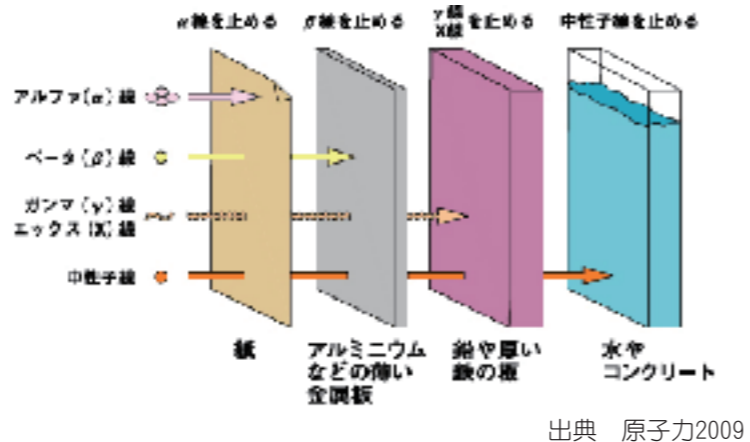 α線を止める
β線を止める
γ線
X線
を止める
中性子線を止める
アルファ(α)線
ベータ(β)線
ガンマ(γ)線
エックス(X)線
中性子線
紙
アルミニウム
などの薄い
金属板
鉛や厚い
鉄の板
水や
コンクリート
出典　原子力2009